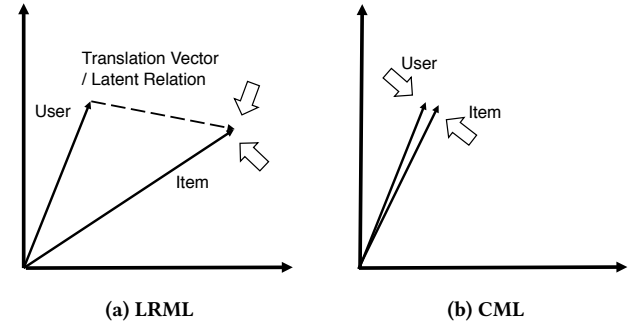 Translation Vector
/ Latent Relation
User
Item
(a) LRML
User
Item
(b) CML